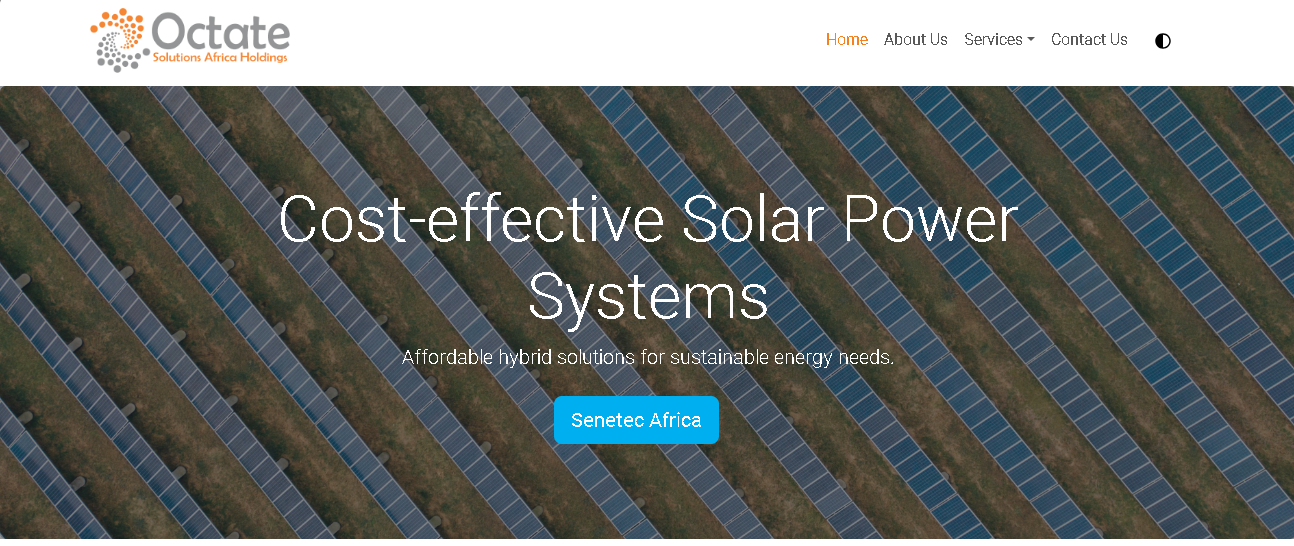 Octate
Solutions Africa Holdings
Home About Us Services Contact Us
Cost-effective Solar Power
Systems
Affordable hybrid solutions for sustainable energy needs.
Senetec Africa